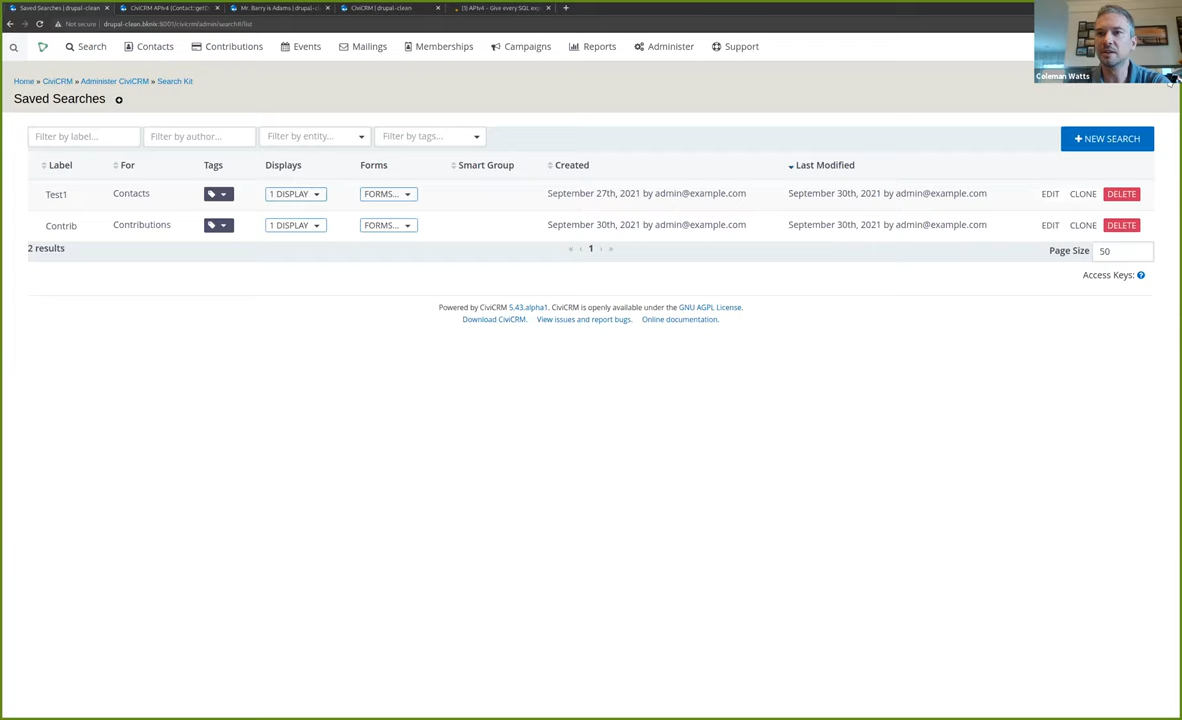 Saved Searches | drupal-clean
CiviCRM APIv4 (Contact::getD
Mr. Barry is Adams | drupal-cl
CiviCRM | drupal-clean
(1) APIv4 - Give every SQL exp
Not secure | drupal-clean.bknix:8001/civicrm/admin/search#/list
Search Contacts Contributions Events Mailings Memberships Campaigns Reports Administer Support
Coleman Watts
Home » CiviCRM » Administer CiviCRM » Search Kit
Saved Searches
Filter by label... Filter by author... Filter by entity... Filter by tags...
+ NEW SEARCH
Label For Tags Displays Forms Smart Group Created Last Modified
Test1 Contacts 1 DISPLAY FORMS... September 27th, 2021 by admin@example.com September 30th, 2021 by admin@example.com EDIT CLONE DELETE
Contrib Contributions 1 DISPLAY FORMS... September 30th, 2021 by admin@example.com September 30th, 2021 by admin@example.com EDIT CLONE DELETE
2 results « ‹ 1 › » Page Size 50
Access Keys: ?
Powered by CiviCRM 5.43.alpha1. CiviCRM is openly available under the GNU AGPL License.
Download CiviCRM. View issues and report bugs. Online documentation.